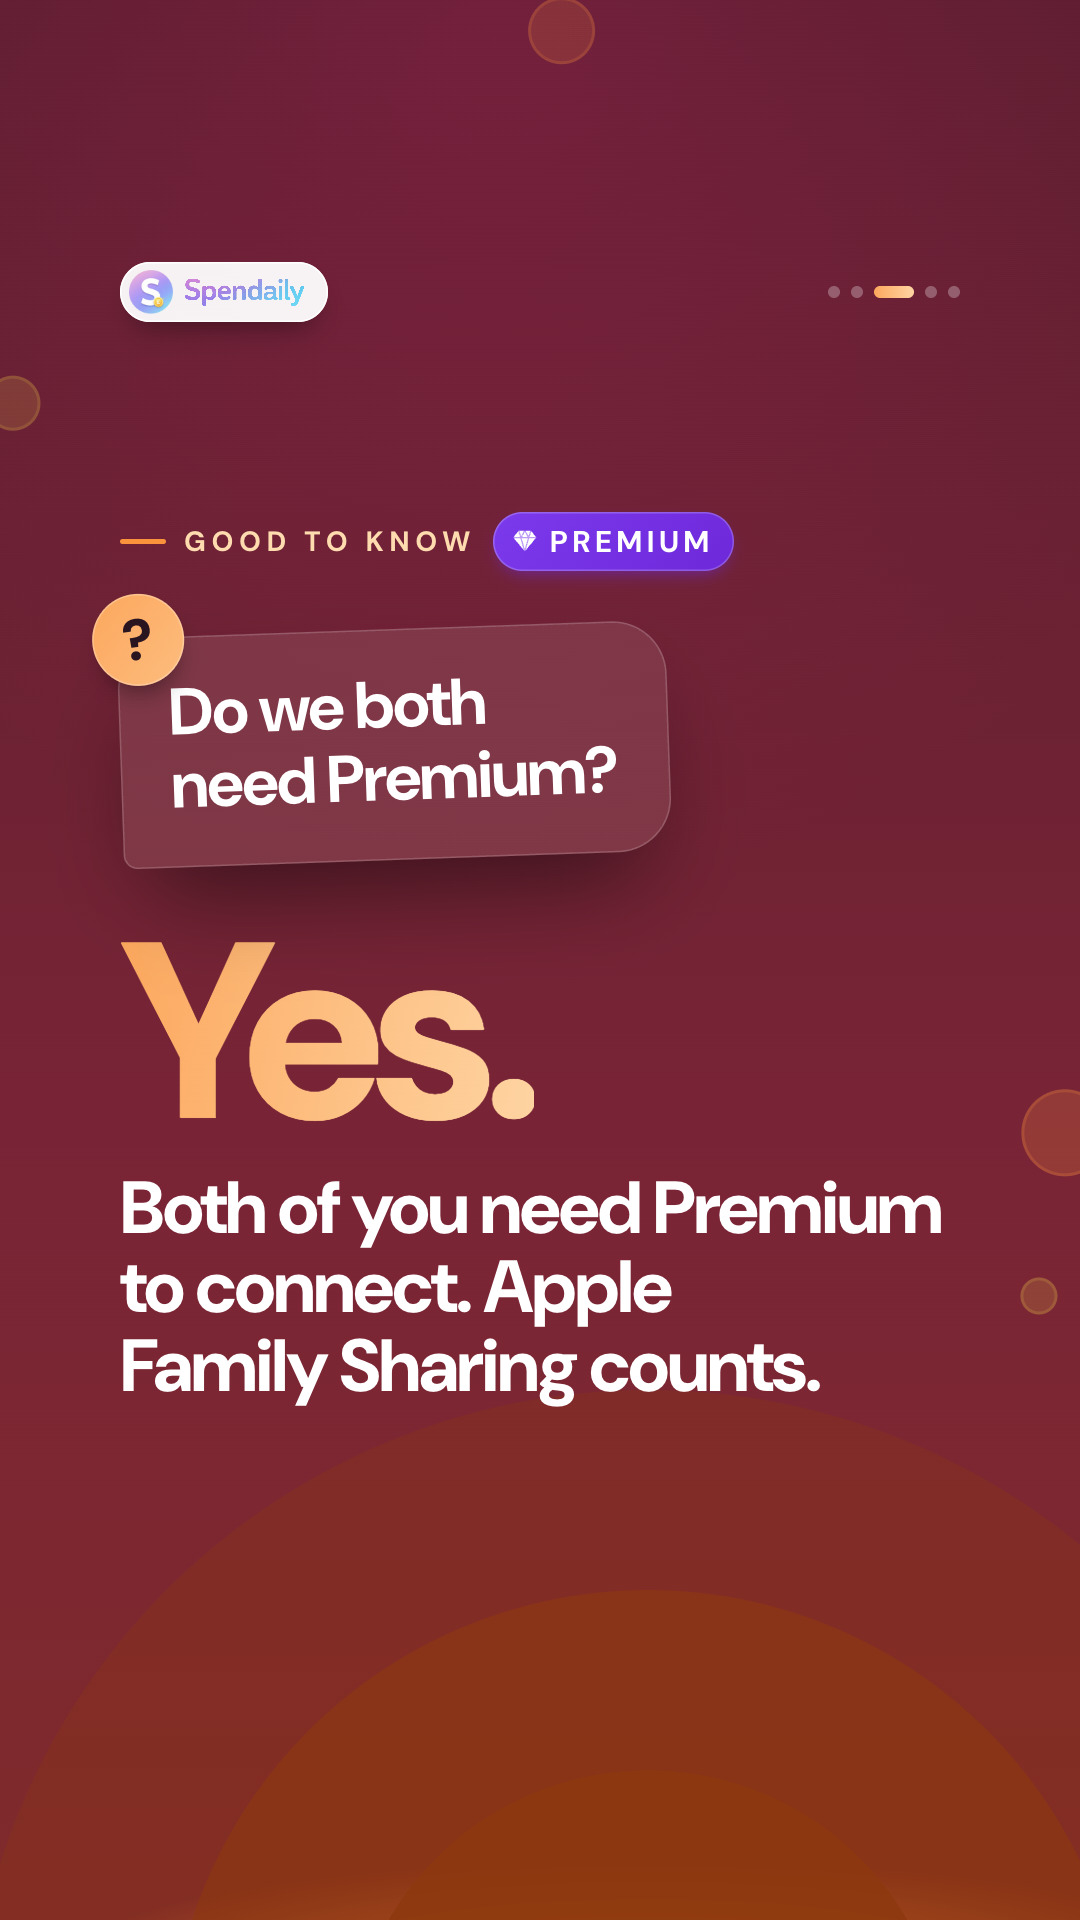 Spendaily
GOOD TO KNOW
PREMIUM
?
Do we both
need Premium?
Yes.
Both of you need Premium
to connect. Apple
Family Sharing counts.